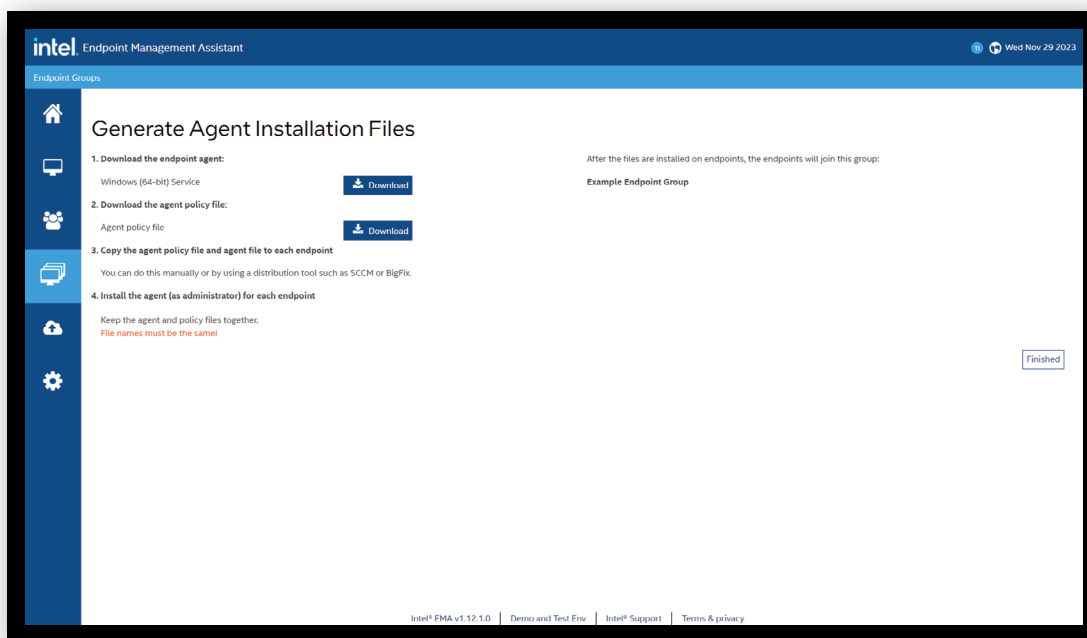 intel. Endpoint Management Assistant
TI Wed Nov 29 2023
Endpoint Groups
Generate Agent Installation Files
1. Download the endpoint agent:
Windows (64-bit) Service
Download
2. Download the agent policy file:
Agent policy file
Download
3. Copy the agent policy file and agent file to each endpoint
You can do this manually or by using a distribution tool such as SCCM or BigFix.
4. Install the agent (as administrator) for each endpoint
Keep the agent and policy files together.
File names must be the same!
After the files are installed on endpoints, the endpoints will join this group:
Example Endpoint Group
Finished
Intel® EMA v1.12.1.0 | Demo and Test Env | Intel® Support | Terms & privacy